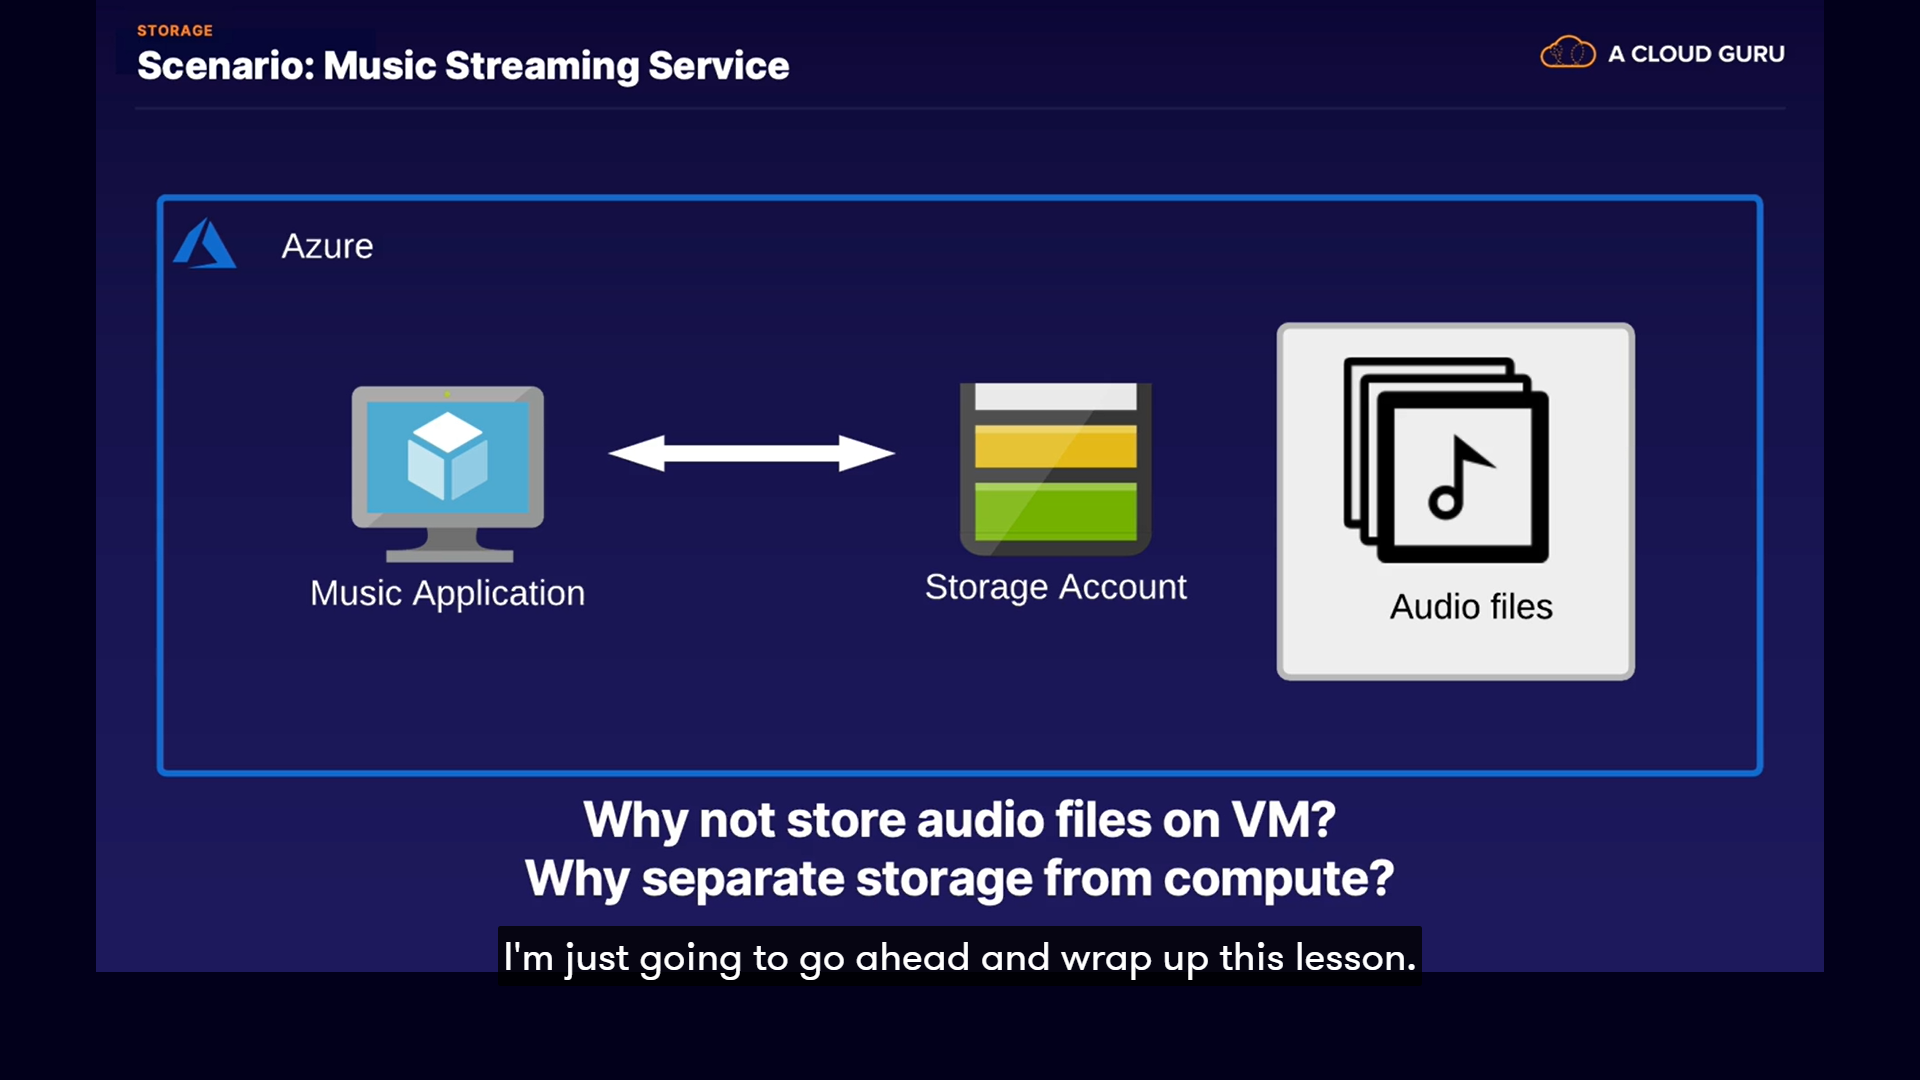 STORAGE
Scenario: Music Streaming Service
A CLOUD GURU
Azure
Music Application
Storage Account
Audio files
Why not store audio files on VM?
Why separate storage from compute?
I'm just going to go ahead and wrap up this lesson.